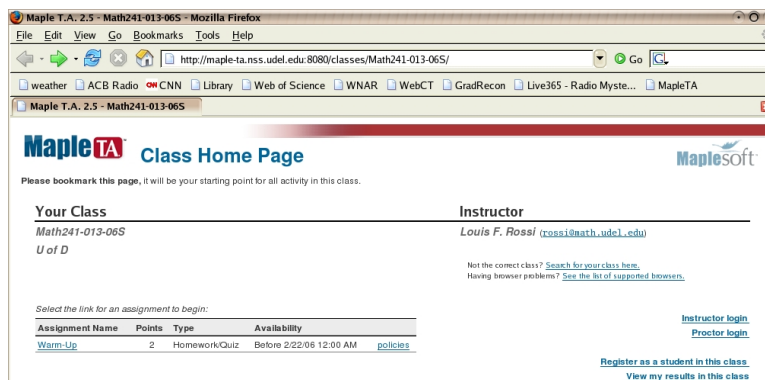 Maple T.A. 2.5 - Math241-013-06S - Mozilla Firefox
File Edit View Go Bookmarks Tools Help
http://maple-ta.nss.udel.edu:8080/classes/Math241-013-06S/ Go G
weather ACB Radio CNN Library Web of Science WNAR WebCT GradRecon Live365 - Radio Myste... MapleTA
Maple T.A. 2.5 - Math241-013-06S
Maple TA Class Home Page Maplesoft
Please bookmark this page, it will be your starting point for all activity in this class.
Your Class
Math241-013-06S
U of D
Instructor
Louis F. Rossi (rossi@math.udel.edu)
Not the correct class? Search for your class here.
Having browser problems? See the list of supported browsers.
Select the link for an assignment to begin:
Assignment Name Points Type Availability
Warm-Up 2 Homework/Quiz Before 2/22/06 12:00 AM policies
Instructor login
Proctor login
Register as a student in this class
View my results in this class